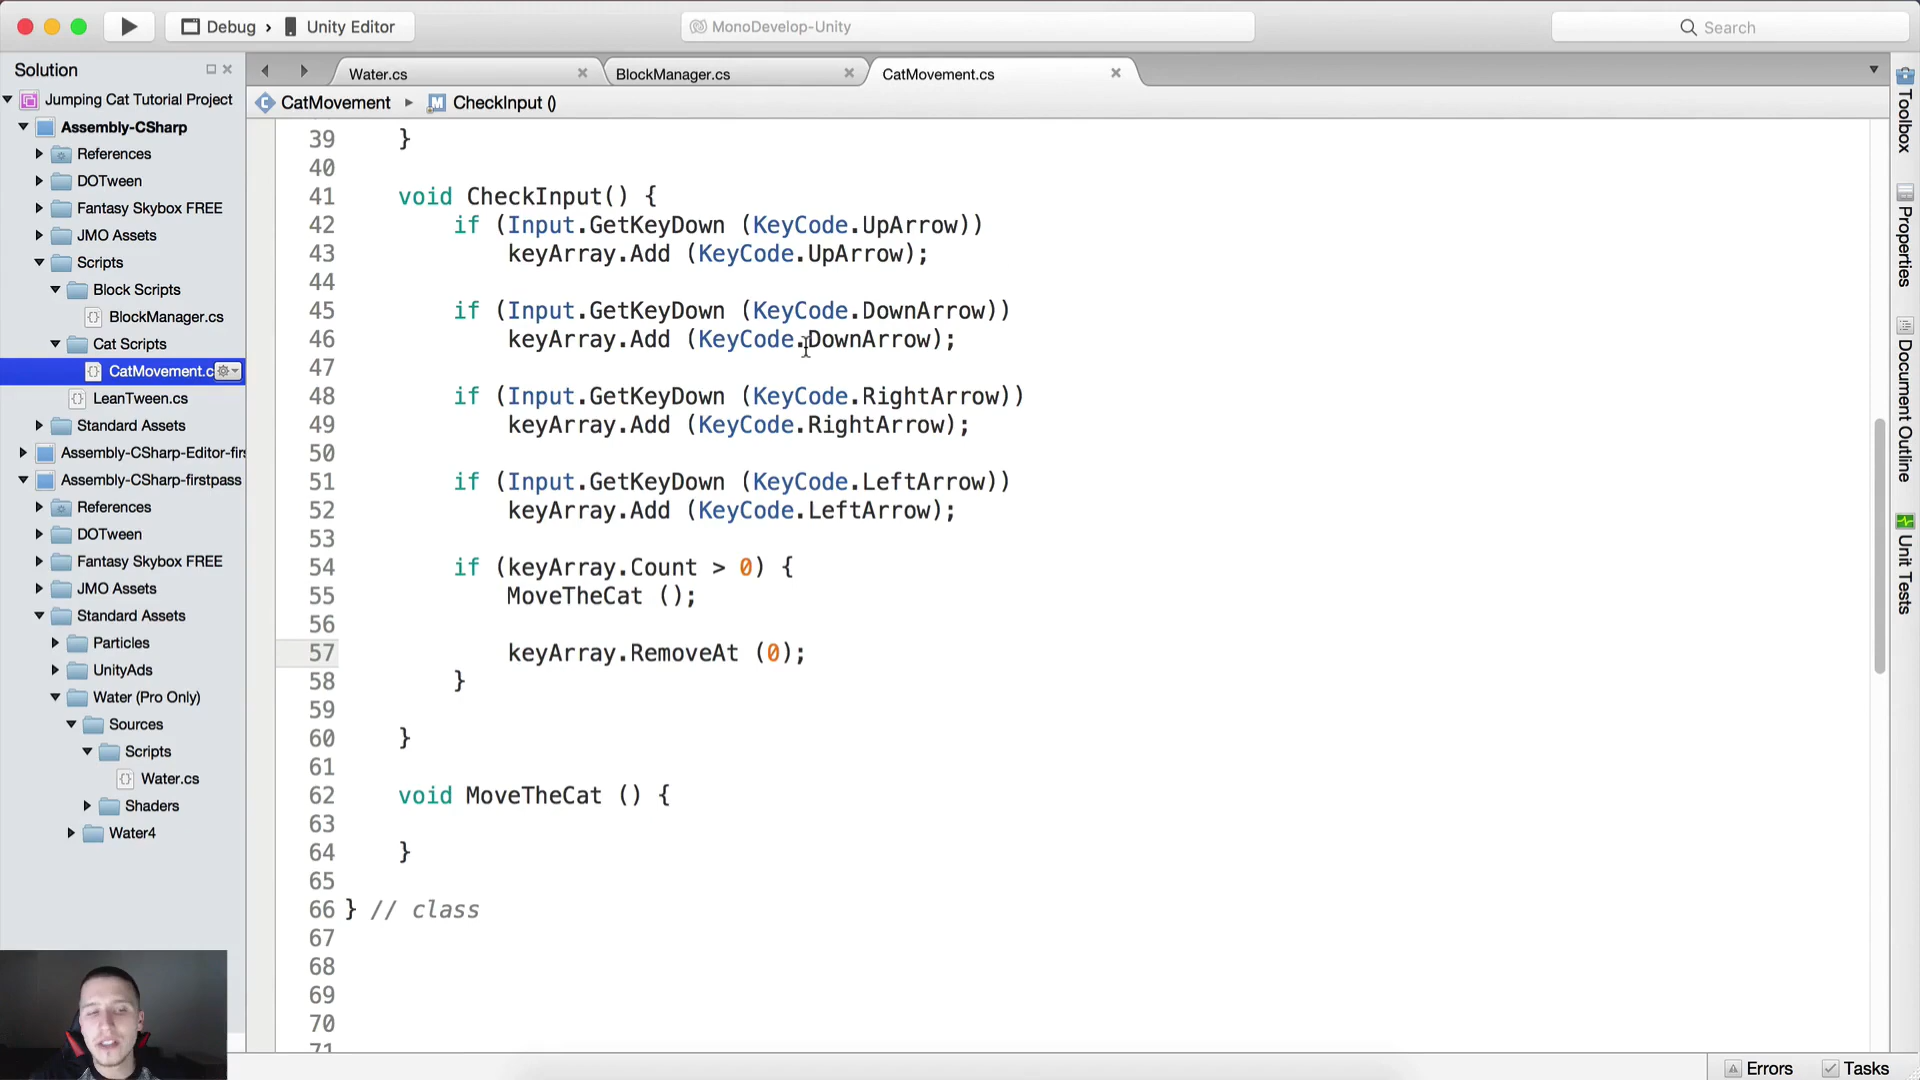 Debug
Unity Editor
MonoDevelop-Unity
Search
Solution
Jumping Cat Tutorial Project
Assembly-CSharp
References
DOTween
Fantasy Skybox FREE
JMO Assets
Scripts
Block Scripts
BlockManager.cs
Cat Scripts
CatMovement.c
LeanTween.cs
Standard Assets
Assembly-CSharp-Editor-firs
Assembly-CSharp-firstpass
References
DOTween
Fantasy Skybox FREE
JMO Assets
Standard Assets
Particles
UnityAds
Water (Pro Only)
Sources
Scripts
Water.cs
Shaders
Water4
Water.cs
BlockManager.cs
CatMovement.cs
CatMovement
M CheckInput ()
39 }
40
41 void CheckInput() {
42 if (Input.GetKeyDown (KeyCode.UpArrow))
43 keyArray.Add (KeyCode.UpArrow);
44
45 if (Input.GetKeyDown (KeyCode.DownArrow))
46 keyArray.Add (KeyCode.DownArrow);
47
48 if (Input.GetKeyDown (KeyCode.RightArrow))
49 keyArray.Add (KeyCode.RightArrow);
50
51 if (Input.GetKeyDown (KeyCode.LeftArrow))
52 keyArray.Add (KeyCode.LeftArrow);
53
54 if (keyArray.Count > 0) {
55 MoveTheCat ();
56
57 keyArray.RemoveAt (0);
58 }
59
60 }
61
62 void MoveTheCat () {
63
64 }
65
66 } // class
67
68
69
70
71
Toolbox
Properties
Document Outline
Unit Tests
Errors
Tasks